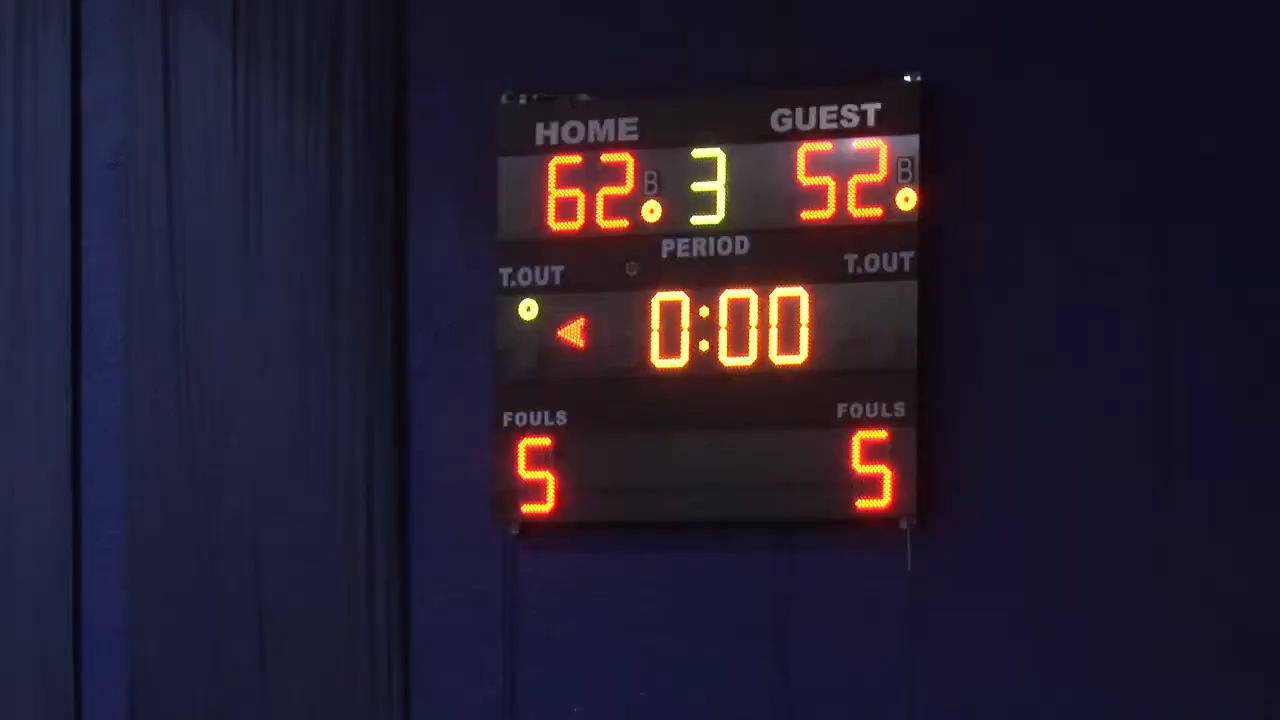 HOME GUEST
62 B 3 52 B
PERIOD
T.OUT T.OUT
0:00
FOULS FOULS
5 5